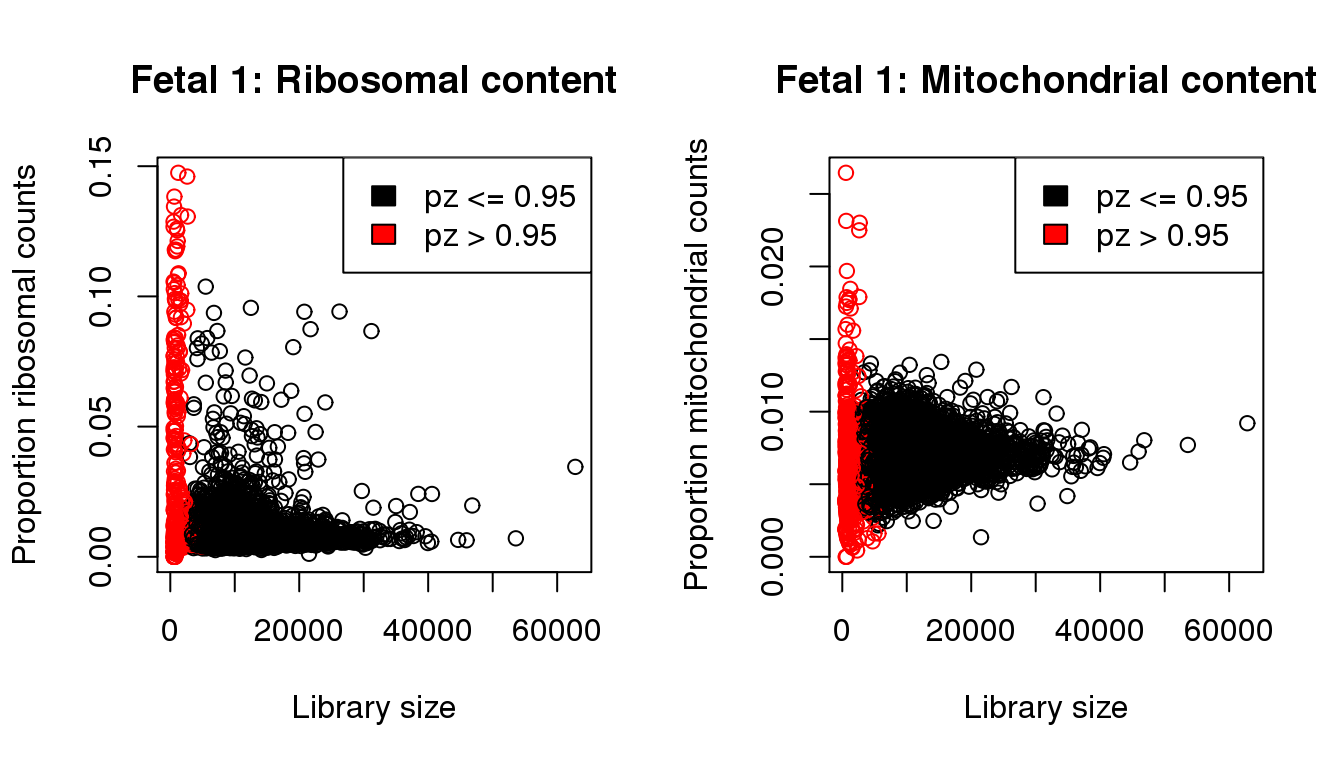 Fetal 1: Ribosomal content
Proportion ribosomal counts
0.15
0.10
0.05
0.00
pz <= 0.95
pz > 0.95
0 20000 40000 60000
Library size
Fetal 1: Mitochondrial content
Proportion mitochondrial counts
0.020
0.010
0.000
pz <= 0.95
pz > 0.95
0 20000 40000 60000
Library size